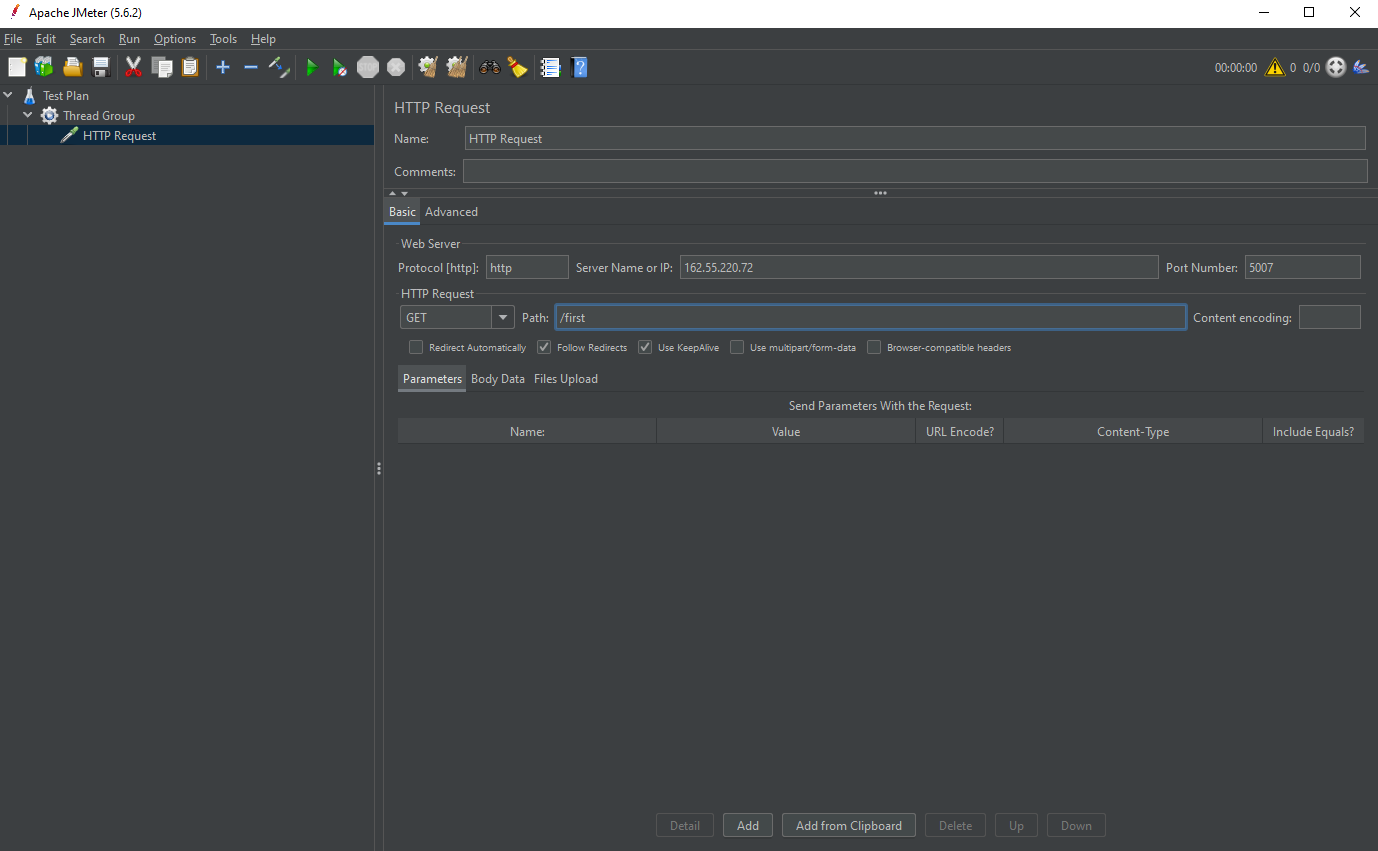 Apache JMeter (5.6.2)
File Edit Search Run Options Tools Help
00:00:00 0 0/0
Test Plan
Thread Group
HTTP Request
HTTP Request
Name: HTTP Request
Comments:
Basic Advanced
Web Server
Protocol [http]: http Server Name or IP: 162.55.220.72 Port Number: 5007
HTTP Request
GET Path: /first Content encoding:
Redirect Automatically Follow Redirects Use KeepAlive Use multipart/form-data Browser-compatible headers
Parameters Body Data Files Upload
Send Parameters With the Request:
Name: Value URL Encode? Content-Type Include Equals?
Detail Add Add from Clipboard Delete Up Down